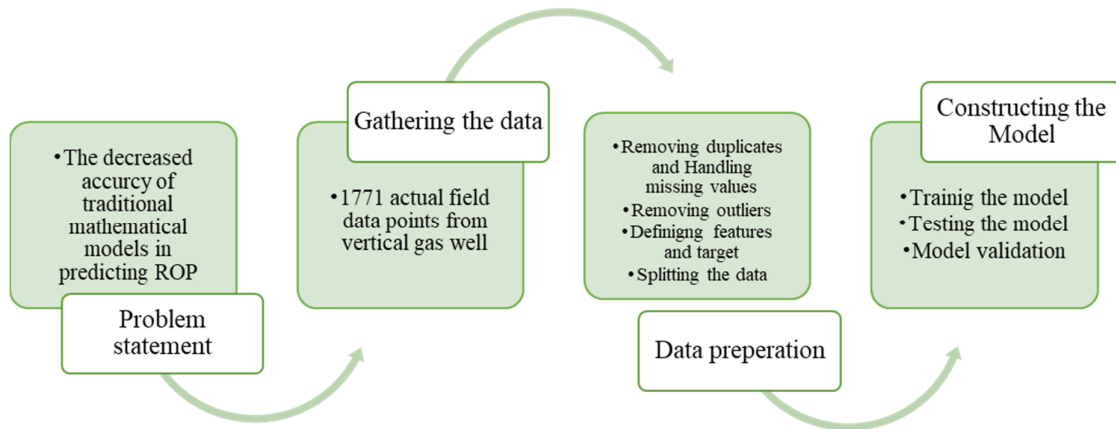 •The decreased
accurcy of
traditional
mathematical
models in
predicting ROP
Problem
statement
Gathering the data
•1771 actual field
data points from
vertical gas well
•Removing duplicates
and Handling
missing values
•Removing outliers
•Definigng features
and target
•Splitting the data
Data preperation
Constructing the
Model
•Trainig the model
•Testing the model
•Model validation